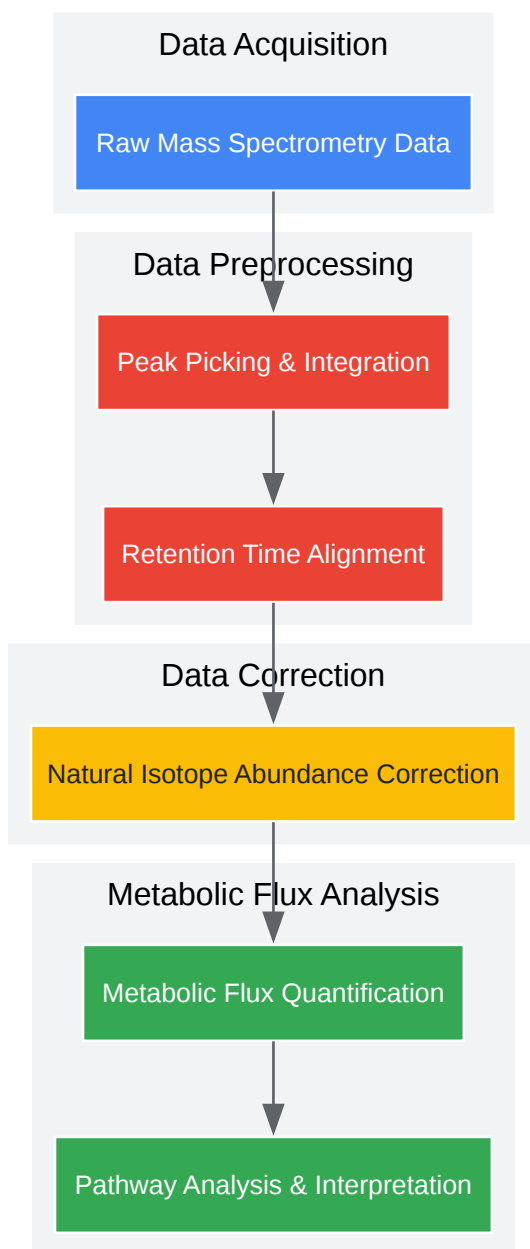 Data Acquisition
Raw Mass Spectrometry Data
Data Preprocessing
Peak Picking & Integration
Retention Time Alignment
Data Correction
Natural Isotope Abundance Correction
Metabolic Flux Analysis
Metabolic Flux Quantification
Pathway Analysis & Interpretation